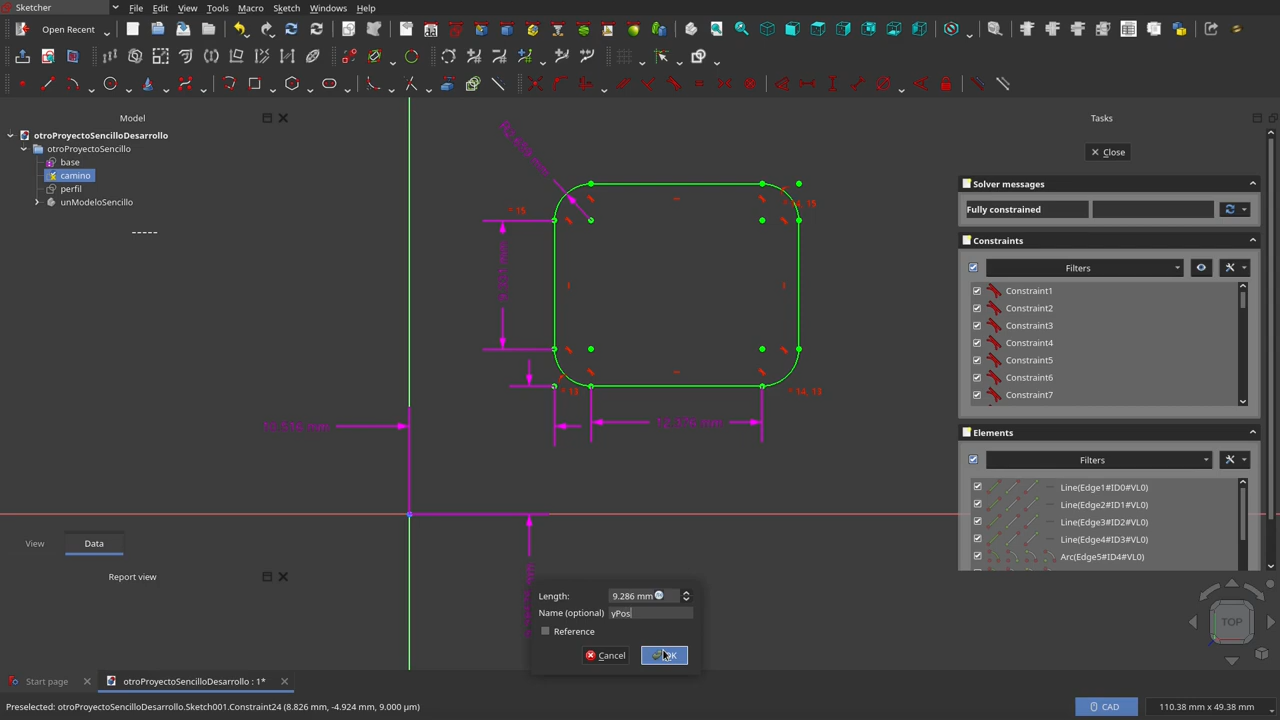 Sketcher
File Edit View Tools Macro Sketch Windows Help
Open Recent
Model
otroProyectoSencilloDesarrollo
otroProyectoSencillo
base
camino
perfil
unModeloSencillo
View
Data
Report view
Tasks
Close
Solver messages
Fully constrained
Constraints
Filters
Constraint1
Constraint2
Constraint3
Constraint4
Constraint5
Constraint6
Constraint7
Elements
Filters
Line(Edge1#ID0#VL0)
Line(Edge2#ID1#VL0)
Line(Edge3#ID2#VL0)
Line(Edge4#ID3#VL0)
Arc(Edge5#ID4#VL0)
TOP
Length:
9.286 mm
Name (optional)
yPos
Reference
Cancel
OK
Start page
otroProyectoSencilloDesarrollo : 1*
Preselected: otroProyectoSencilloDesarrollo.Sketch001.Constraint24 (8.826 mm, -4.924 mm, 9.000 µm)
CAD
110.38 mm x 49.38 mm